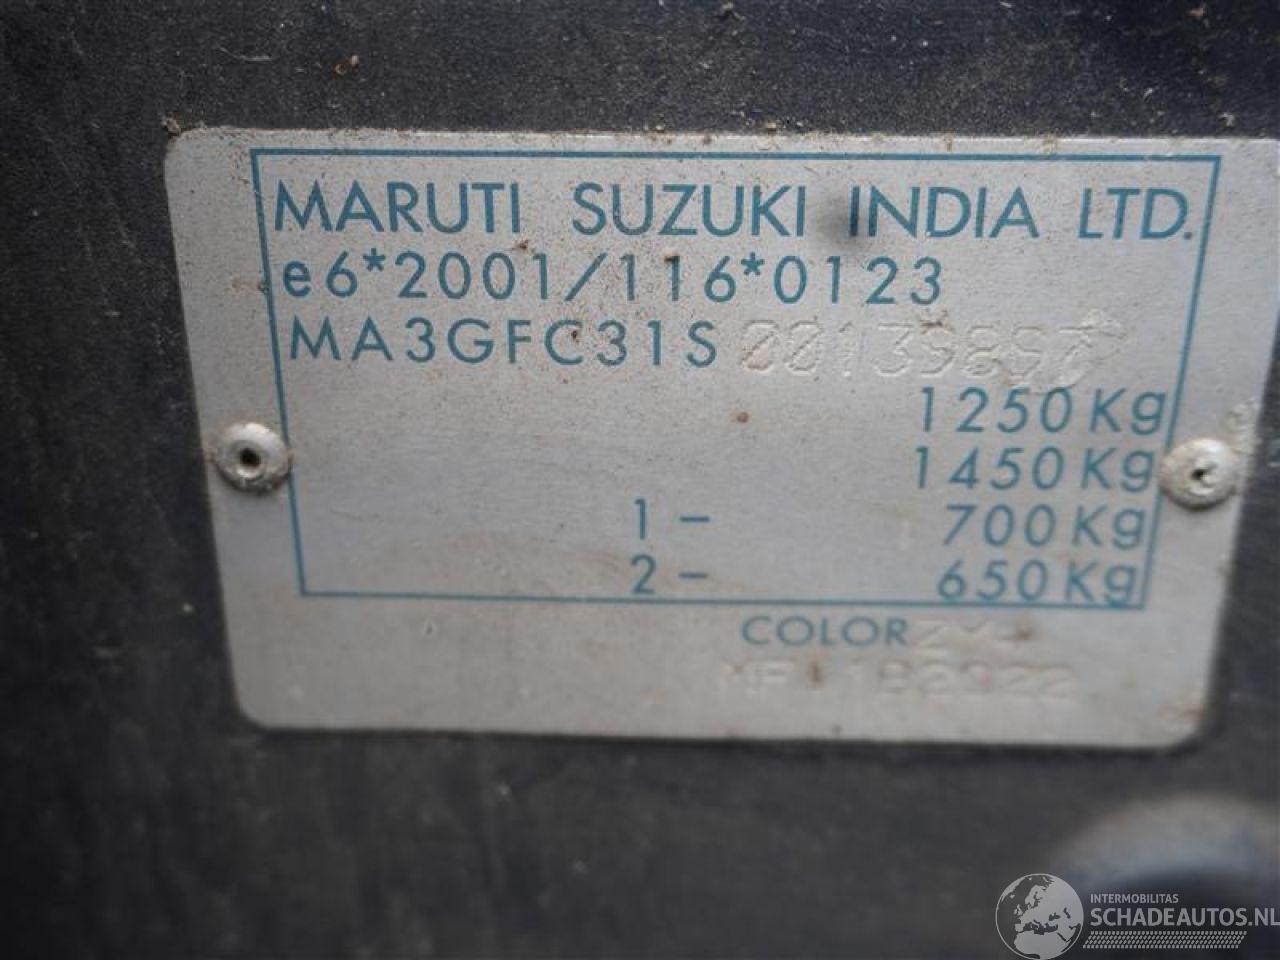 MARUTI SUZUKI INDIA LTD.
e6*2001/116*0123
MA3GFC31S
1250Kg
1450Kg
1 - 700Kg
2 - 650Kg
COLOR
INTERMOBILITAS
SCHADEAUTOS.NL